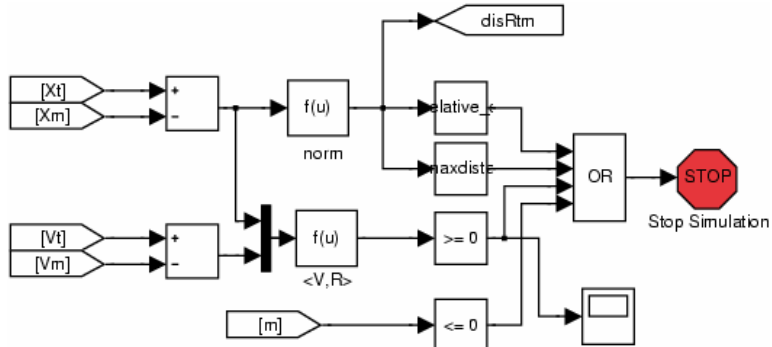 disRtm
[Xt]
[Xm]
+
−
f(u)
norm
elative_
naxdiste
OR
STOP
Stop Simulation
[Vt]
[Vm]
+
−
f(u)
<V,R>
>= 0
[m]
<= 0